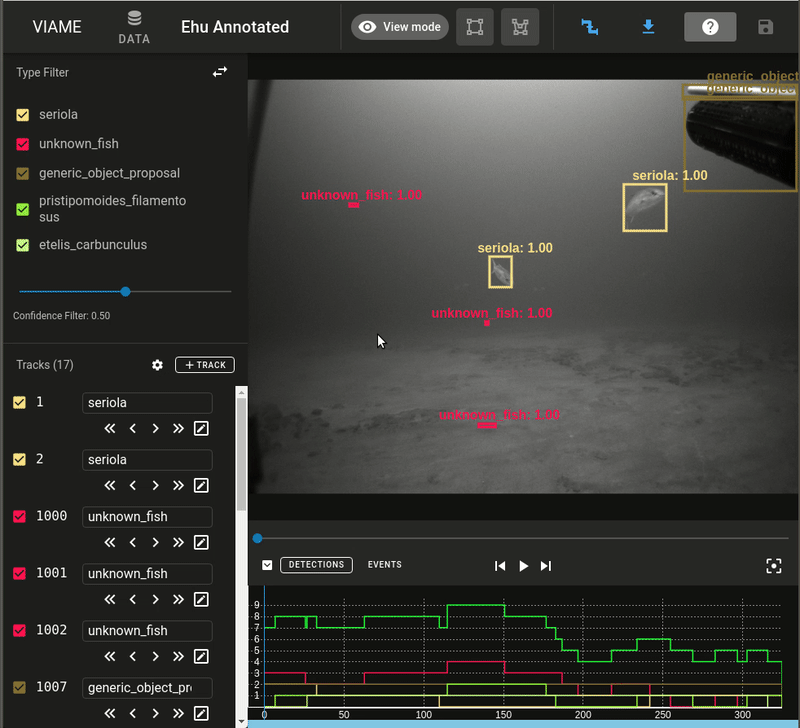 VIAME
DATA
Ehu Annotated
View mode
Type Filter
seriola
unknown_fish
generic_object_proposal
pristipomoides_filamento
sus
etelis_carbunculus
Confidence Filter: 0.50
Tracks (17)
+ TRACK
1 seriola
2 seriola
1000 unknown_fish
1001 unknown_fish
1002 unknown_fish
1007 generic_object_pr
generic_object
generic_object
seriola: 1.00
unknown_fish: 1.00
seriola: 1.00
unknown_fish: 1.00
unknown_fish: 1.00
DETECTIONS EVENTS
9
8
7
6
5
4
3
2
1
0 50 100 150 200 250 300